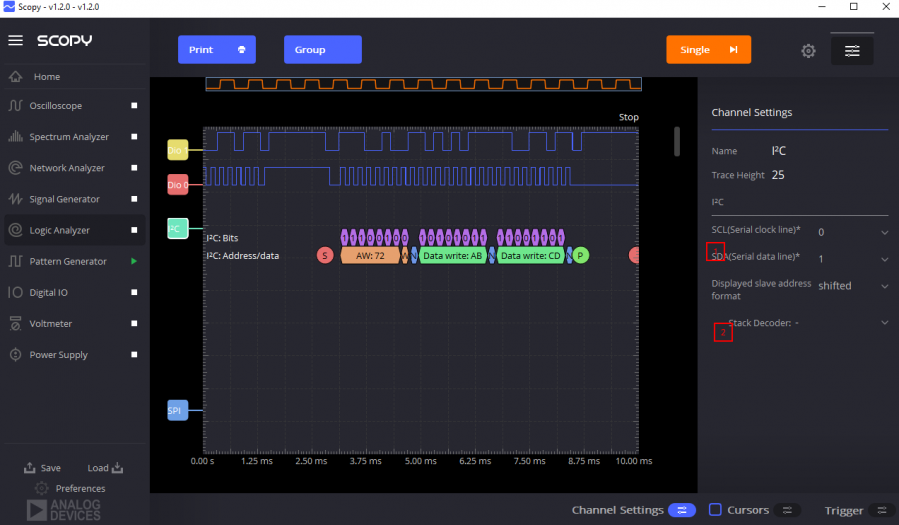 Scopy - v1.2.0 - v1.2.0
SCOPY
Print
Group
Single
Home
Oscilloscope
Spectrum Analyzer
Network Analyzer
Signal Generator
Logic Analyzer
Pattern Generator
Digital IO
Voltmeter
Power Supply
Save
Load
Preferences
ANALOG
DEVICES
Stop
Dio 1
Dio 0
I²C
I²C: Bits
I²C: Address/data
S
AW: 72
W
N
Data write: AB
N
Data write: CD
N
P
SPI
0.00 s
1.25 ms
2.50 ms
3.75 ms
5.00 ms
6.25 ms
7.50 ms
8.75 ms
10.00 ms
Channel Settings
Name I²C
Trace Height 25
I²C
SCL(Serial clock line)* 0
SDA(Serial data line)* 1
Displayed slave address
format
shifted
2
Stack Decoder: -
Channel Settings
Cursors
Trigger